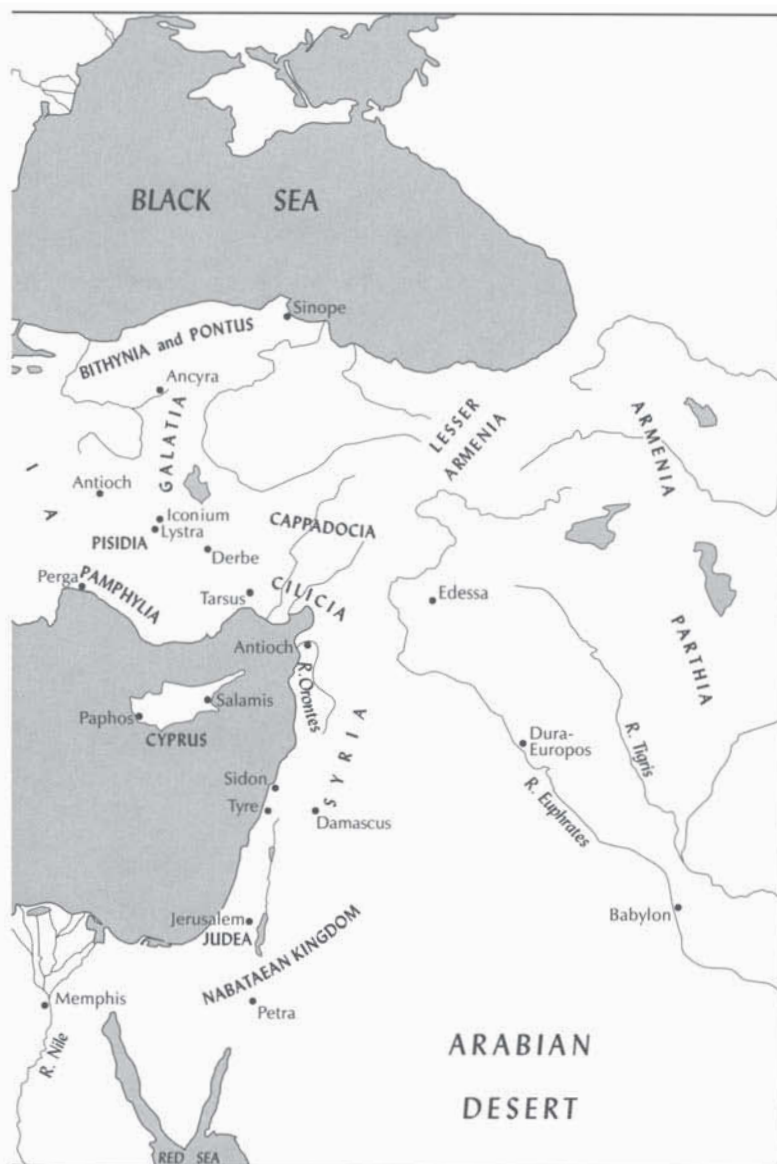 BLACK SEA
Sinope
BITHYNIA and PONTUS
Ancyra
GALATIA
LESSER
ARMENIA
ARMENIA
I A
Antioch
Iconium
Lystra
PISIDIA
Derbe
CAPPADOCIA
Perga
PAMPHYLIA
Tarsus
CILICIA
Edessa
PARTHIA
Antioch
R.Orontes
Salamis
Paphos
CYPRUS
SYRIA
Dura-
Europos
R. Tigris
R. Euphrates
Sidon
Tyre
Damascus
Jerusalem
JUDEA
Babylon
NABATAEAN KINGDOM
Memphis
Petra
R. Nile
ARABIAN
DESERT
RED SEA